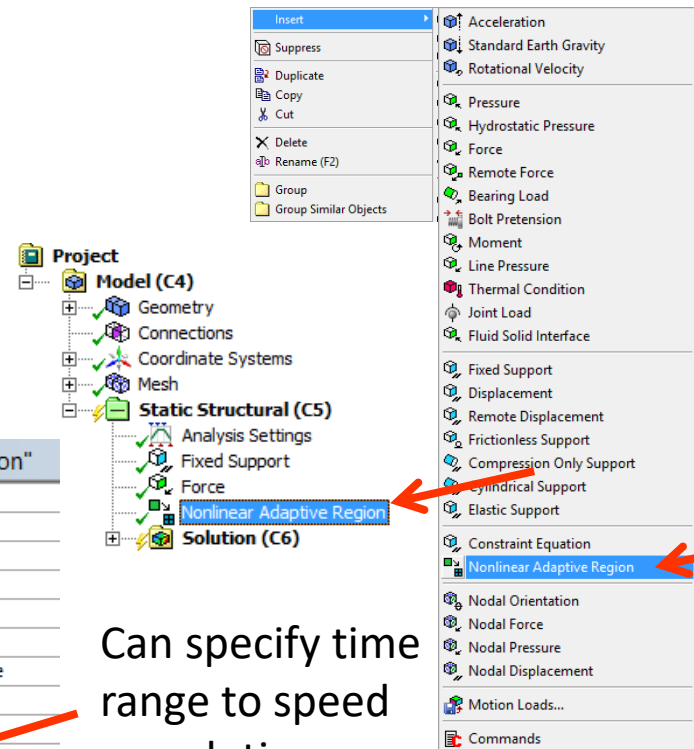 Insert
Suppress
Duplicate
Copy
Cut
Delete
Rename (F2)
Group
Group Similar Objects
Acceleration
Standard Earth Gravity
Rotational Velocity
Pressure
Hydrostatic Pressure
Force
Remote Force
Bearing Load
Bolt Pretension
Moment
Line Pressure
Thermal Condition
Joint Load
Fluid Solid Interface
Fixed Support
Displacement
Remote Displacement
Frictionless Support
Compression Only Support
Cylindrical Support
Elastic Support
Constraint Equation
Nonlinear Adaptive Region
Nodal Orientation
Nodal Force
Nodal Pressure
Nodal Displacement
Motion Loads...
Commands
Project
Model (C4)
Geometry
Connections
Coordinate Systems
Mesh
Static Structural (C5)
Analysis Settings
Fixed Support
Force
Nonlinear Adaptive Region
Solution (C6)
on"
e
Can specify time
range to speed